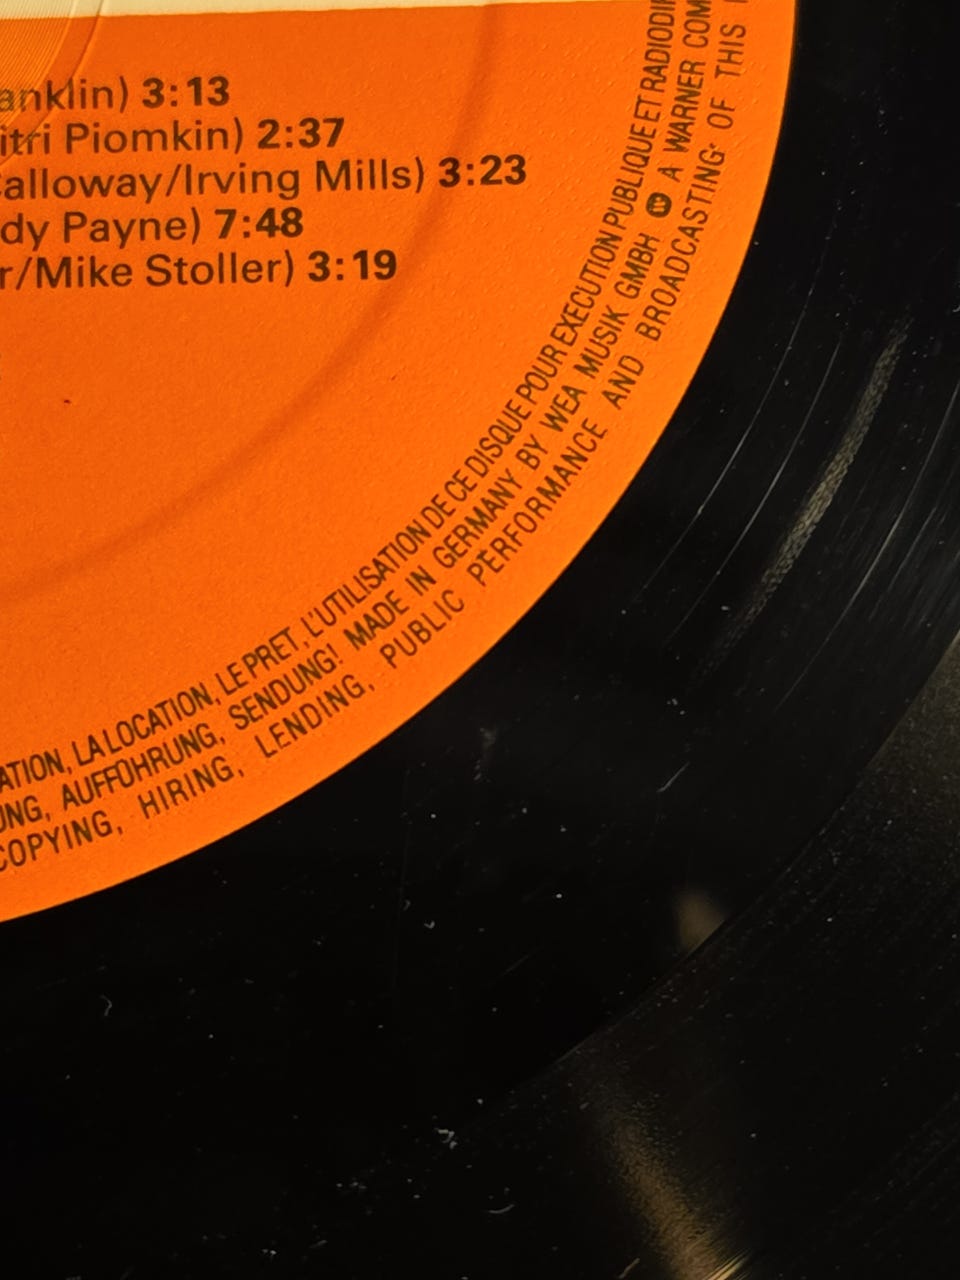 anklin) 3:13
itri Piomkin) 2:37
Calloway/Irving Mills) 3:23
dy Payne) 7:48
r/Mike Stoller) 3:19
ATION, LA LOCATION, LE PRET, L'UTILISATION DE CE DISQUE POUR EXECUTION PUBLIQUE ET RADIODIF
UNG, AUFFÜHRUNG, SENDUNG! MADE IN GERMANY BY WEA MUSIK GMBH A WARNER COM
COPYING, HIRING, LENDING, PUBLIC PERFORMANCE AND BROADCASTING OF THIS